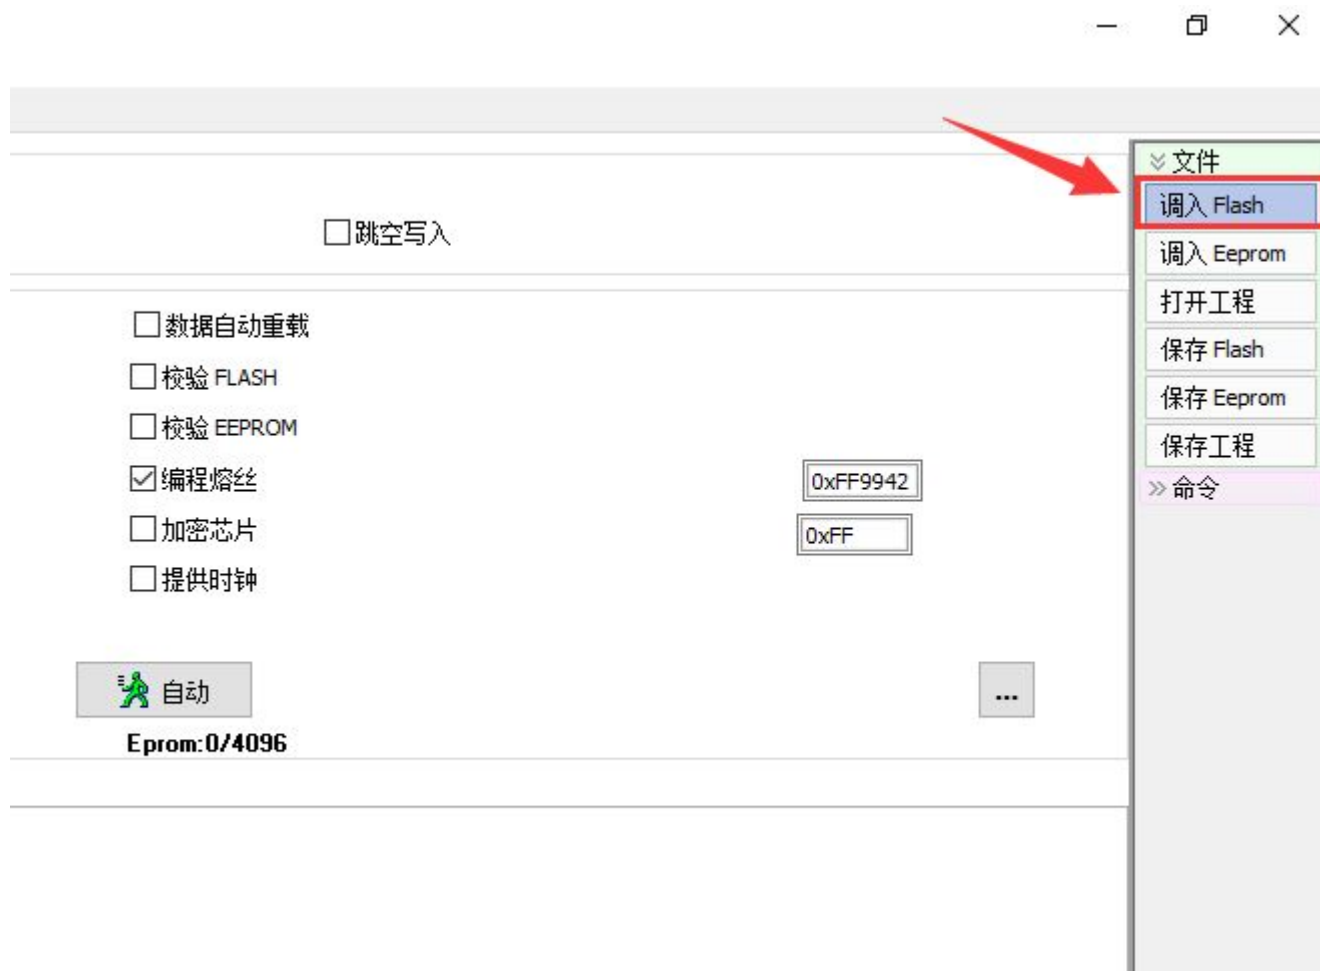 文件
调入 Flash
跳空写入
调入 Eeprom
打开工程
数据自动重载
保存 Flash
校验 FLASH
保存 Eeprom
校验 EEPROM
保存工程
编程熔丝
0xFF9942
命令
加密芯片
0xFF
提供时钟
自动
...
Eprom:0/4096